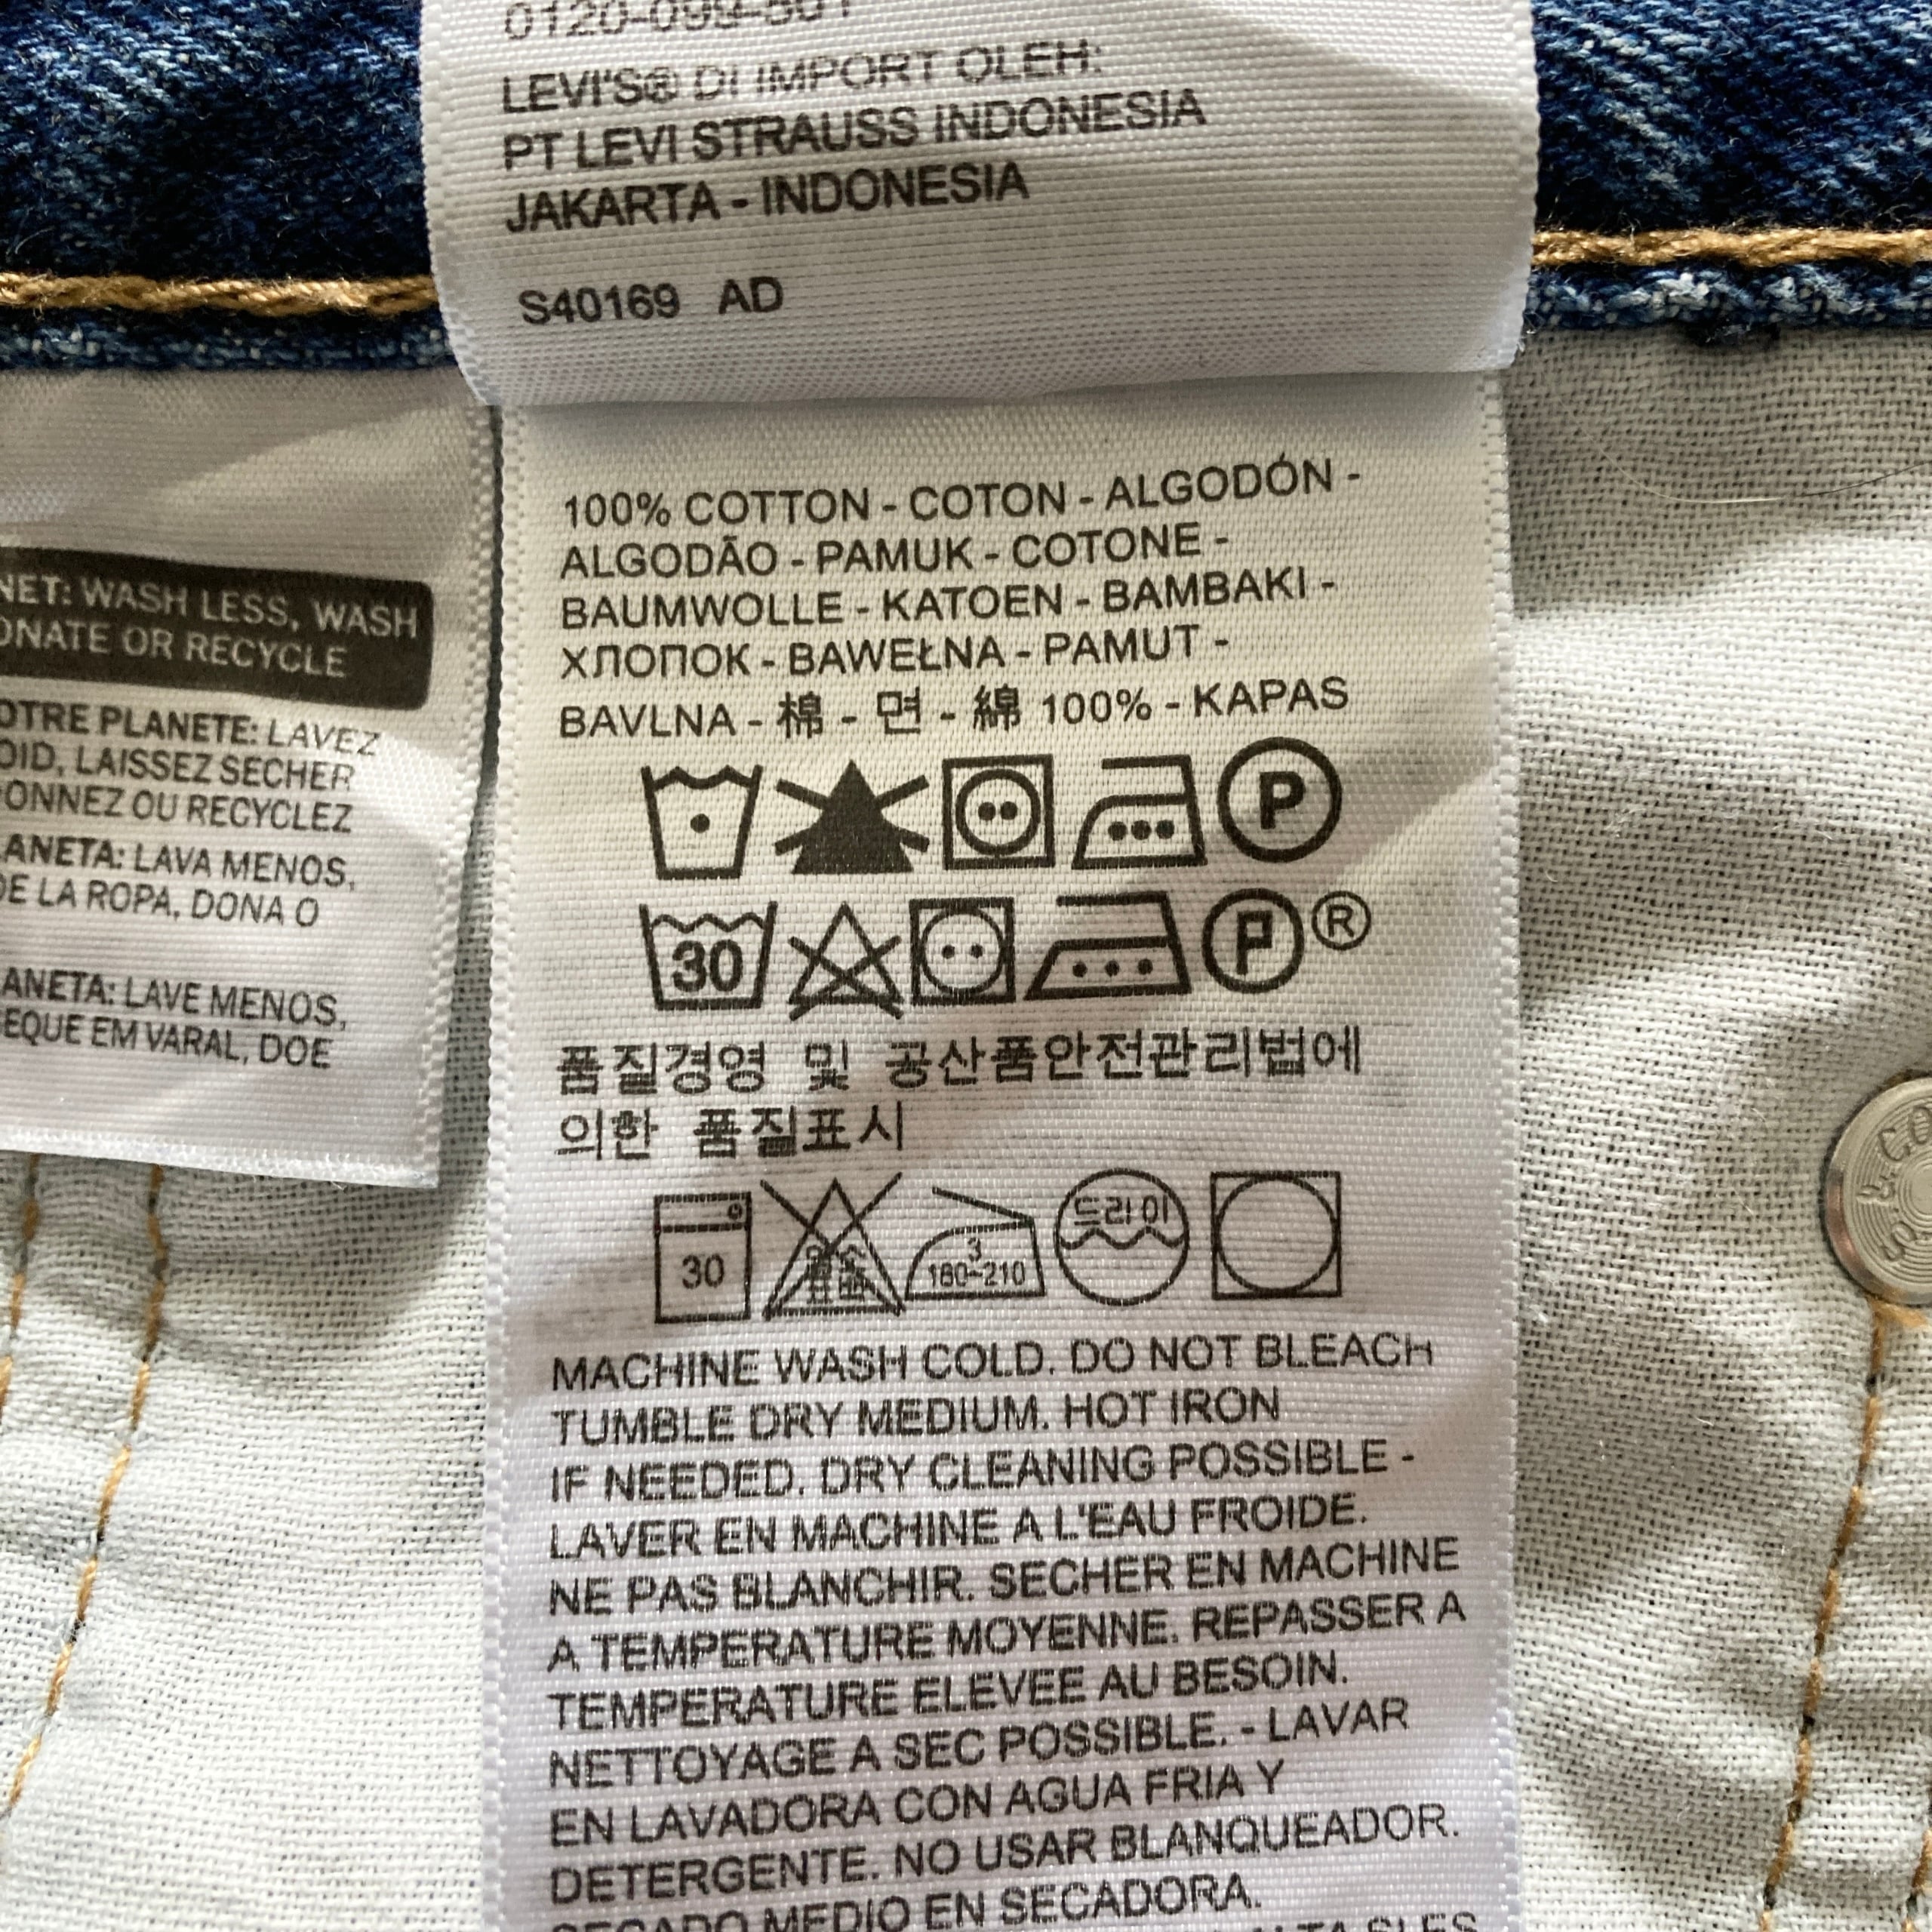 LEVI'S® DI IMPORT OLEH:
PT LEVI STRAUSS INDONESIA
JAKARTA - INDONESIA
S40169 AD
NET: WASH LESS, WASH
ONATE OR RECYCLE
OTRE PLANETE: LAVEZ
OID, LAISSEZ SECHER
ONNEZ OU RECYCLEZ
ANETA: LAVA MENOS,
DE LA ROPA, DONA O
ANETA: LAVE MENOS,
EQUE EM VARAL, DOE
100% COTTON - COTON - ALGODÓN -
ALGODÃO - PAMUK - COTONE -
BAUMWOLLE - KATOEN - BAMBAKI -
ХЛОПОК - BAWEŁNA - PAMUT -
BAVLNA - 棉 - 면 - 綿 100% - KAPAS
P
30 P ®
품질경영 및 공산품안전관리법에
의한 품질표시
30 3 180~210 드라이
MACHINE WASH COLD. DO NOT BLEACH
TUMBLE DRY MEDIUM. HOT IRON
IF NEEDED. DRY CLEANING POSSIBLE -
LAVER EN MACHINE A L'EAU FROIDE.
NE PAS BLANCHIR. SECHER EN MACHINE
A TEMPERATURE MOYENNE. REPASSER A
TEMPERATURE ELEVEE AU BESOIN.
NETTOYAGE A SEC POSSIBLE. - LAVAR
EN LAVADORA CON AGUA FRIA Y
DETERGENTE. NO USAR BLANQUEADOR.
SECADO MEDIO EN SECADORA.